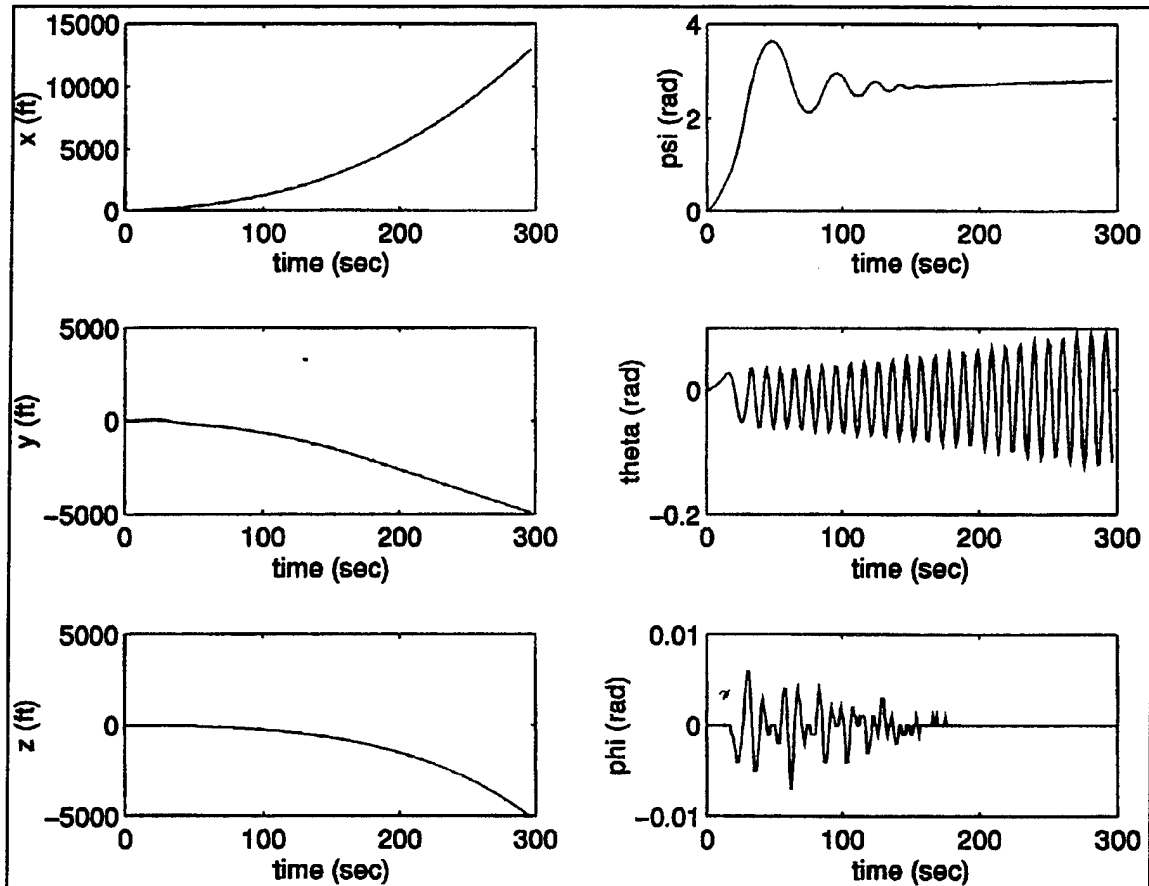 x (ft)
15000
10000
5000
0
0 100 200 300
time (sec)
psi (rad)
4
2
0
0 100 200 300
time (sec)
y (ft)
5000
0
−5000
0 100 200 300
time (sec)
theta (rad)
0
−0.2
0 100 200 300
time (sec)
z (ft)
5000
0
−5000
0 100 200 300
time (sec)
phi (rad)
0.01
0
−0.01
0 100 200 300
time (sec)